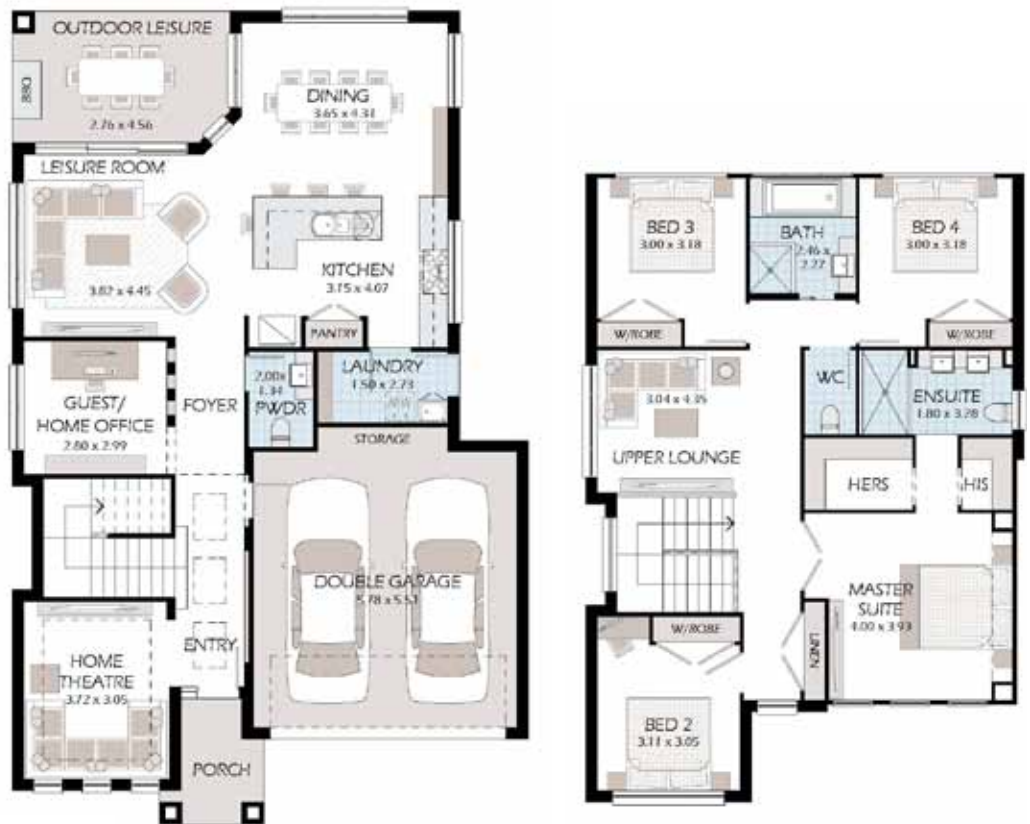 OUTDOOR LEISURE
BBQ
2.76 x 4.56
DINING
3.65 x 4.31
LEISURE ROOM
3.82 x 4.45
KITCHEN
3.15 x 4.07
PANTRY
GUEST/
HOME OFFICE
2.80 x 2.99
FOYER
2.00x
1.34
PWDR
LAUNDRY
1.50 x 2.73
STORAGE
DOUBLE GARAGE
5.78 x 5.53
ENTRY
HOME
THEATRE
3.72 x 3.05
PORCH
BED 3
3.00 x 3.18
BATH
2.46 x
2.27
BED 4
3.00 x 3.18
W/ROBE
W/ROBE
3.04 x 4.35
UPPER LOUNGE
WC
ENSUITE
1.80 x 3.78
HERS
HIS
MASTER
SUITE
4.00 x 3.93
W/ROBE
LINEN
BED 2
3.11 x 3.05